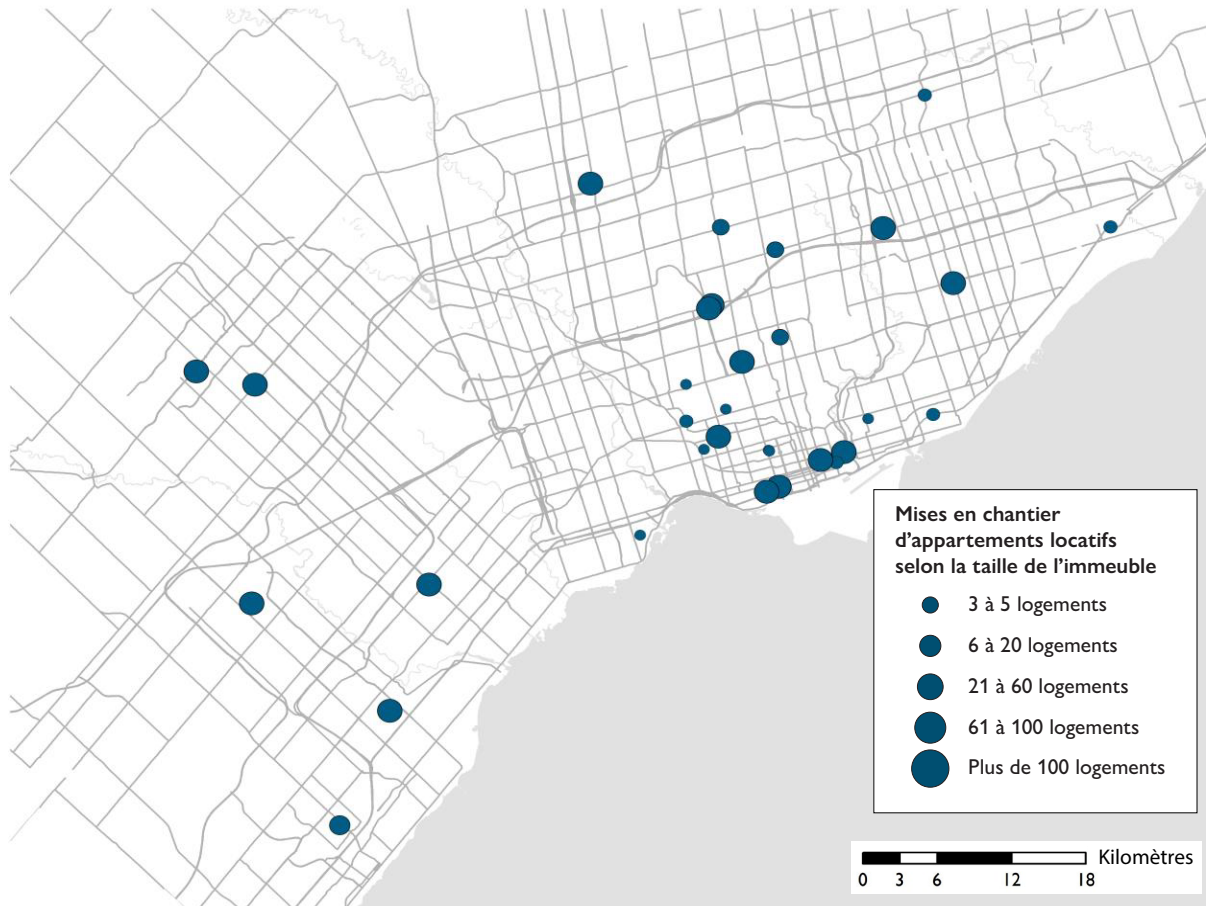 Mises en chantier
d’appartements locatifs
selon la taille de l’immeuble
3 à 5 logements
6 à 20 logements
21 à 60 logements
61 à 100 logements
Plus de 100 logements
Kilomètres
0 3 6 12 18